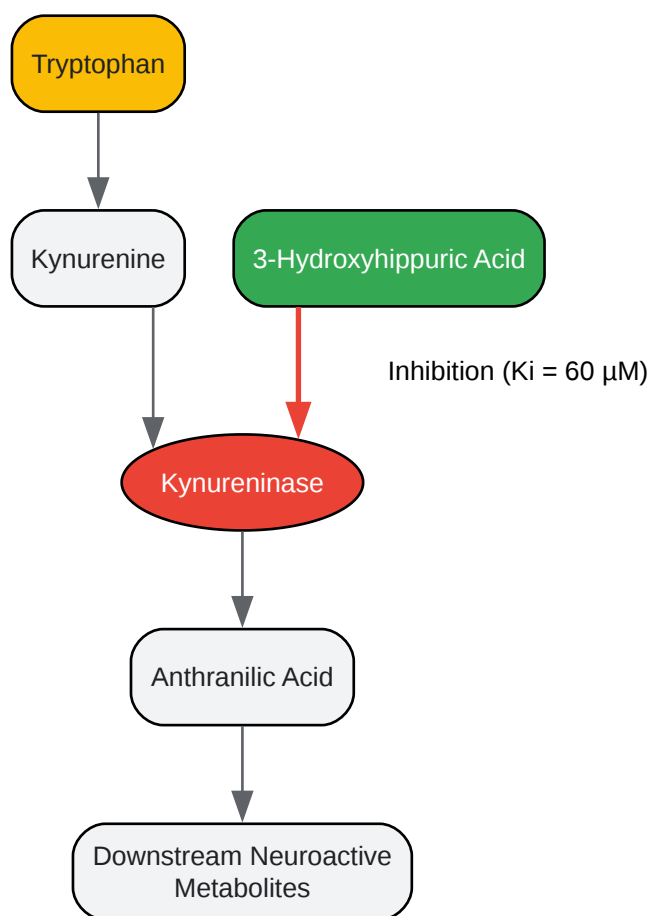 Tryptophan
Kynurenine
3-Hydroxyhippuric Acid
Inhibition (Ki = 60 µM)
Kynureninase
Anthranilic Acid
Downstream Neuroactive
Metabolites